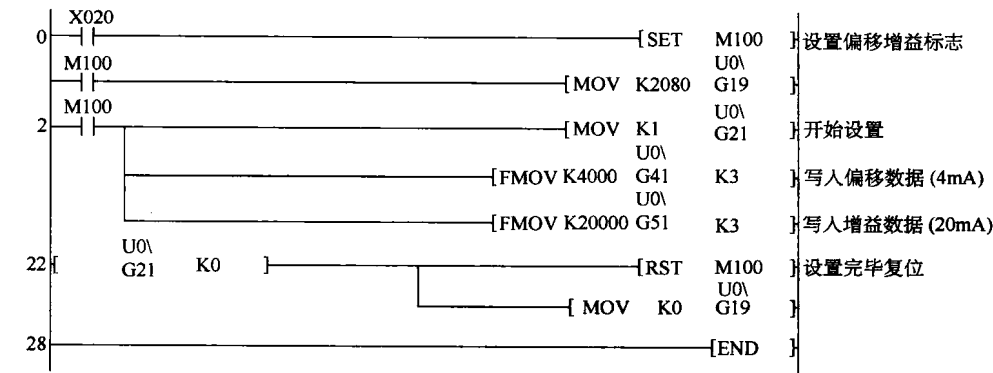 X020
0 SET M100 设置偏移增益标志
M100 U0\
MOV K2080 G19
M100 U0\
2 MOV K1 G21 开始设置
U0\
FMOV K4000 G41 K3 写人偏移数据 (4mA)
U0\
FMOV K20000 G51 K3 写人增益数据 (20mA)
U0\
22 G21 K0 RST M100 设置完毕复位
U0\
MOV K0 G19
28 END